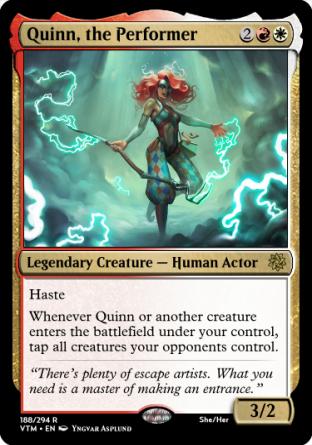 Quinn, the Performer 2
Legendary Creature — Human Actor
Haste
Whenever Quinn or another creature
enters the battlefield under your control,
tap all creatures your opponents control.
“There’s plenty of escape artists. What you
need is a master of making an entrance.”
3/2
188/294 R She/Her
VTM • EN Yngvar Asplund